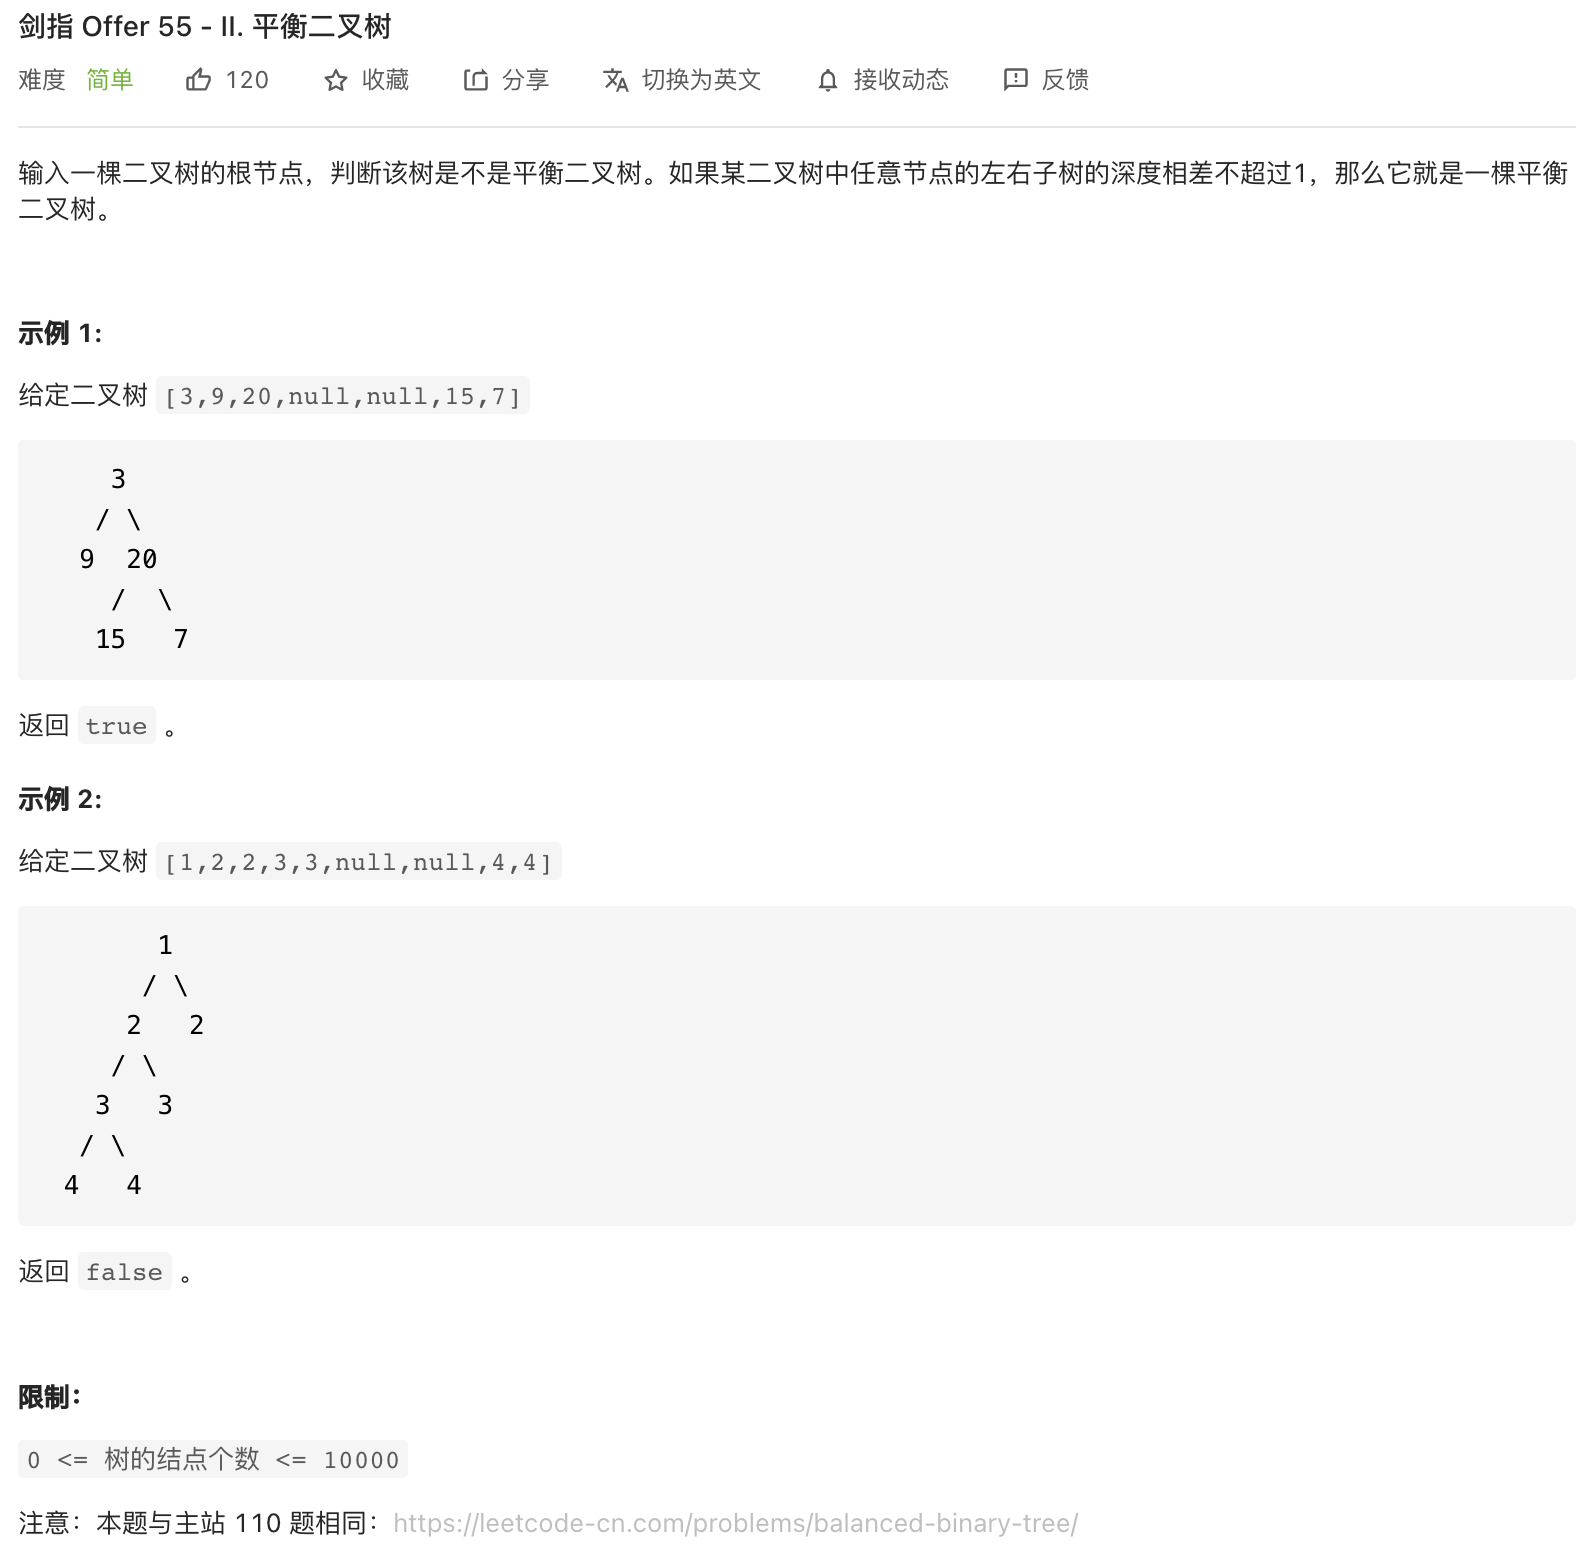 剑指 Offer 55 - II. 平衡二叉树
难度 简单 120 收藏 分享 切换为英文 接收动态 反馈
输入一棵二叉树的根节点，判断该树是不是平衡二叉树。如果某二叉树中任意节点的左右子树的深度相差不超过1，那么它就是一棵平衡
二叉树。
示例 1:
给定二叉树 [3,9,20,null,null,15,7]
3
/ \
9 20
/ \
15 7
返回 true 。
示例 2:
给定二叉树 [1,2,2,3,3,null,null,4,4]
1
/ \
2 2
/ \
3 3
/ \
4 4
返回 false 。
限制：
0 <= 树的结点个数 <= 10000
注意：本题与主站 110 题相同：https://leetcode-cn.com/problems/balanced-binary-tree/